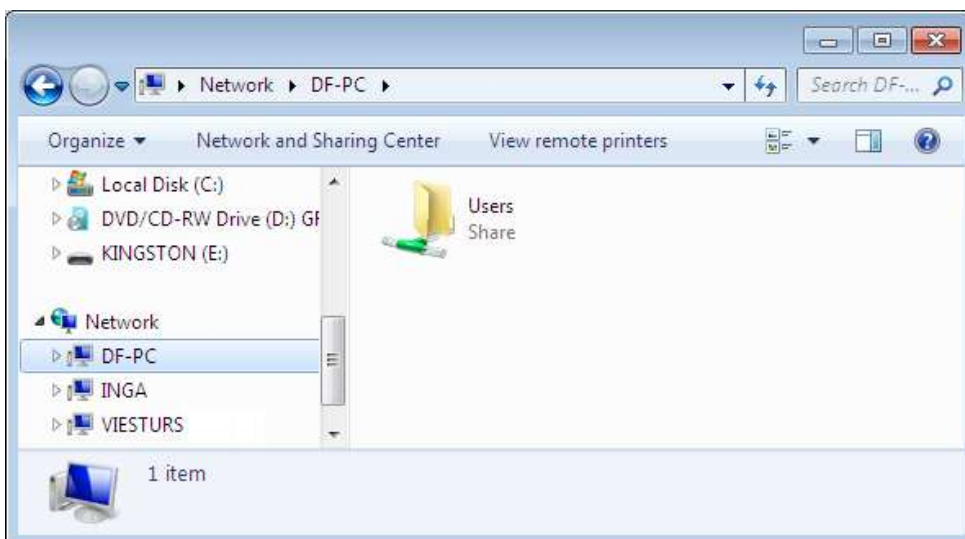 Network DF-PC
Search DF-...
Organize Network and Sharing Center View remote printers
Local Disk (C:)
DVD/CD-RW Drive (D:) GF
KINGSTON (E:)
Network
DF-PC
INGA
VIESTURS
Users
Share
1 item